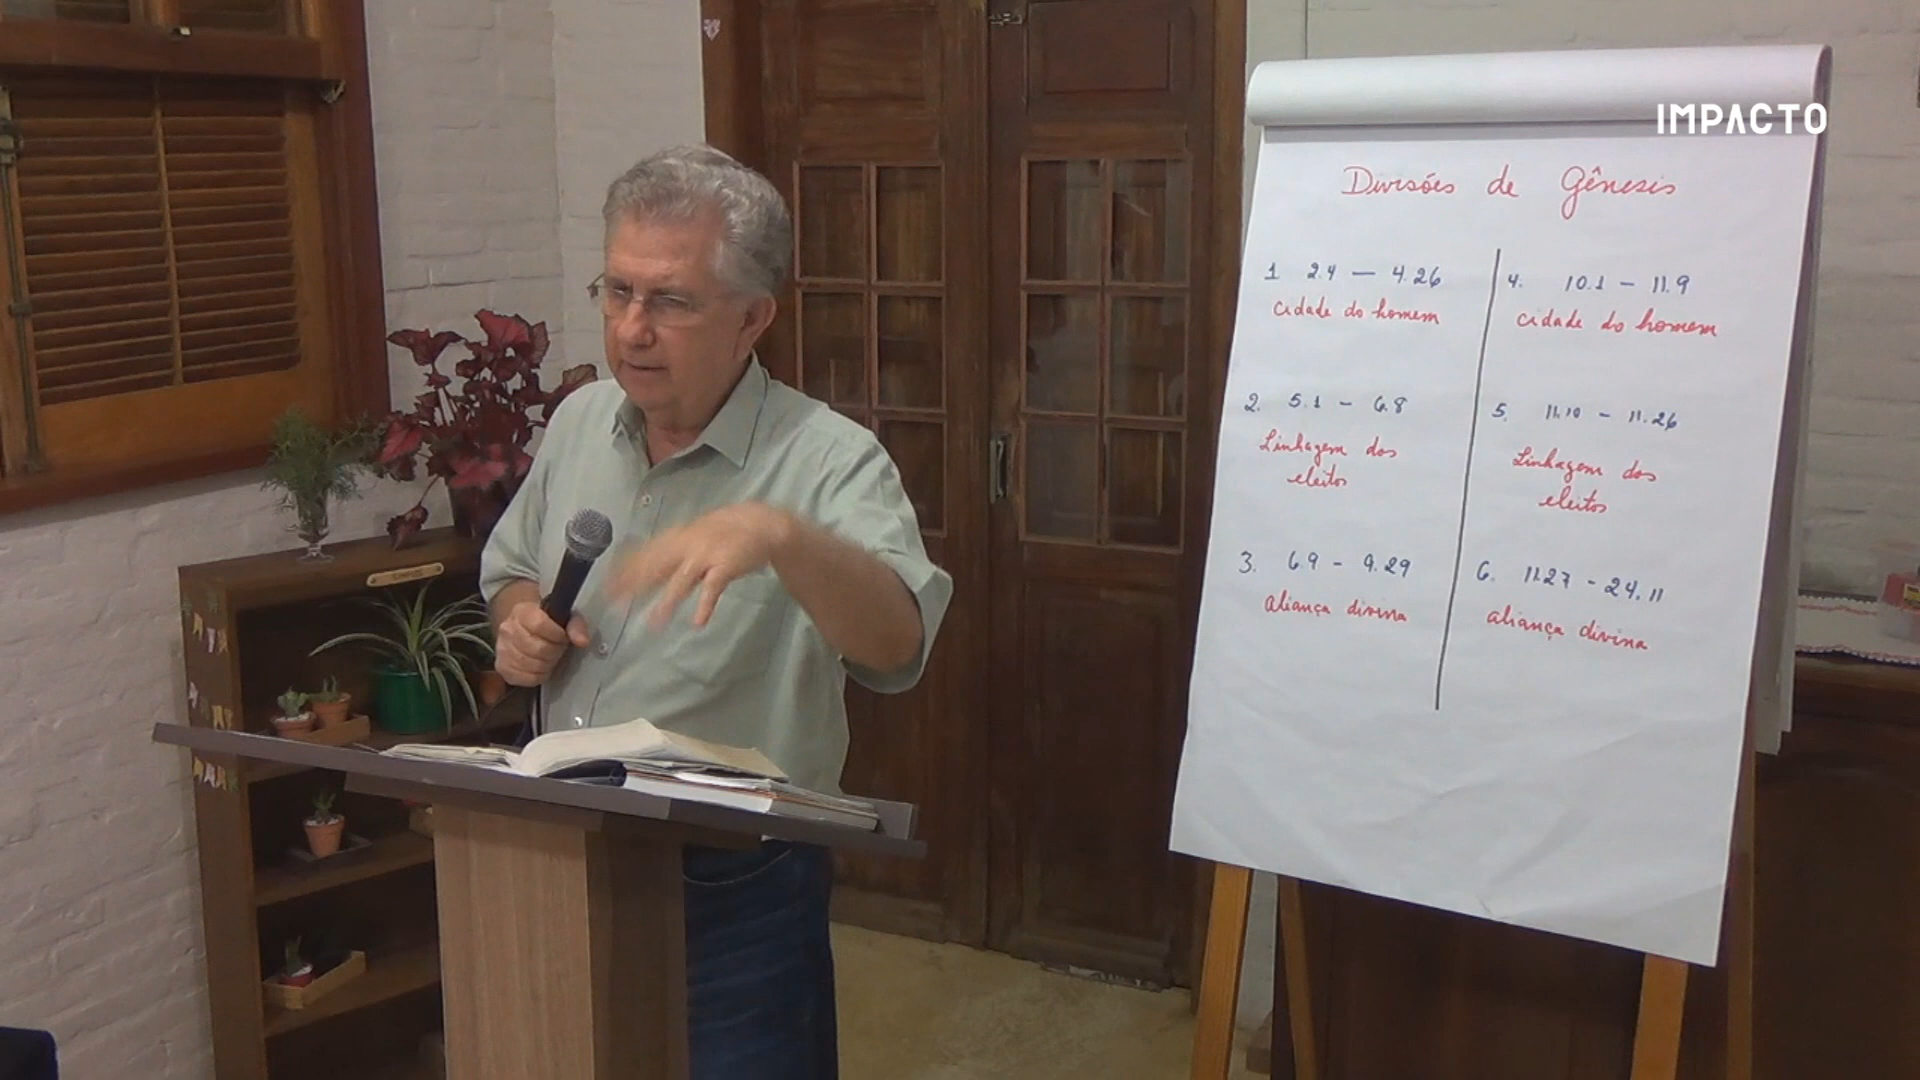 IMPACTO
Divisões de Gênesis
1 2.4 — 4.26
cidade do homem
2. 5.1 - 6.8
Linhagem dos
eleitos
3. 6.9 - 9.29
aliança divina
4. 10.1 - 11.9
cidade do homem
5. 11.10 - 11.26
Linhagem dos
eleitos
6. 11.27 - 24.11
aliança divina